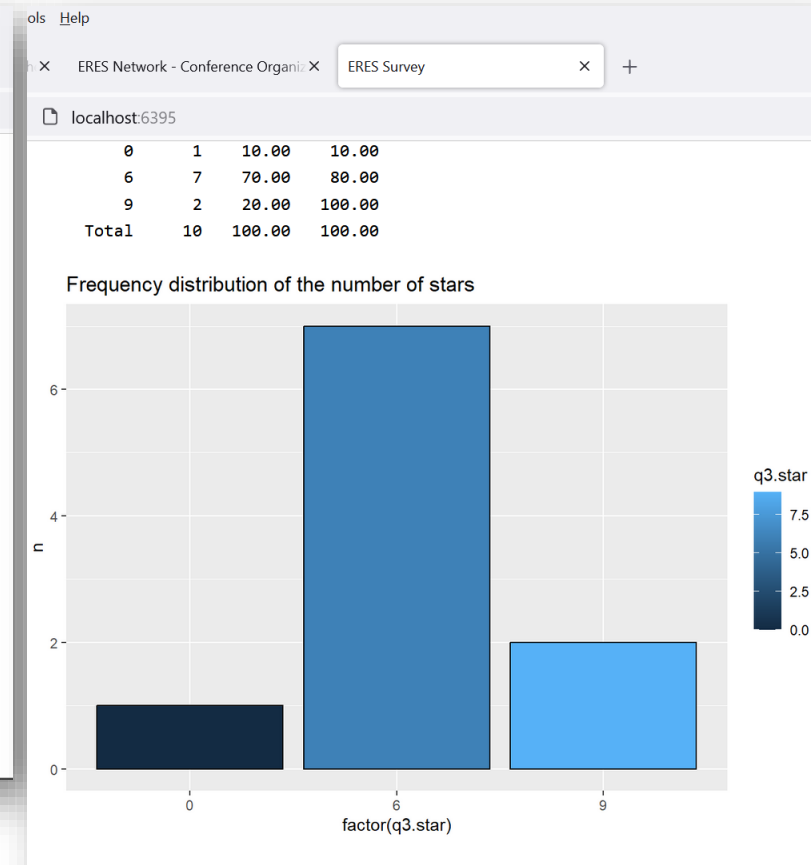 ols Help
ERES Network - Conference Organiz
ERES Survey
localhost:6395
0 1 10.00 10.00
6 7 70.00 80.00
9 2 20.00 100.00
Total 10 100.00 100.00
Frequency distribution of the number of stars
6
4
2
0
n
0 6 9
factor(q3.star)
q3.star
7.5
5.0
2.5
0.0